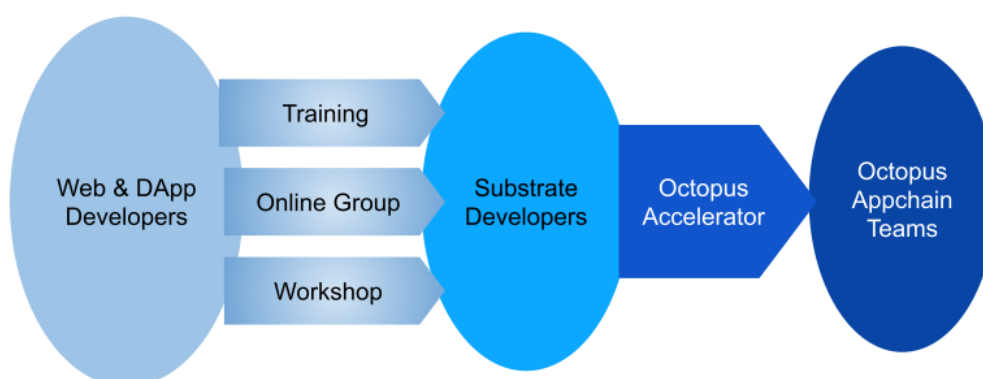 Web & DApp
Developers
Training
Online Group
Workshop
Substrate
Developers
Octopus
Accelerator
Octopus
Appchain
Teams